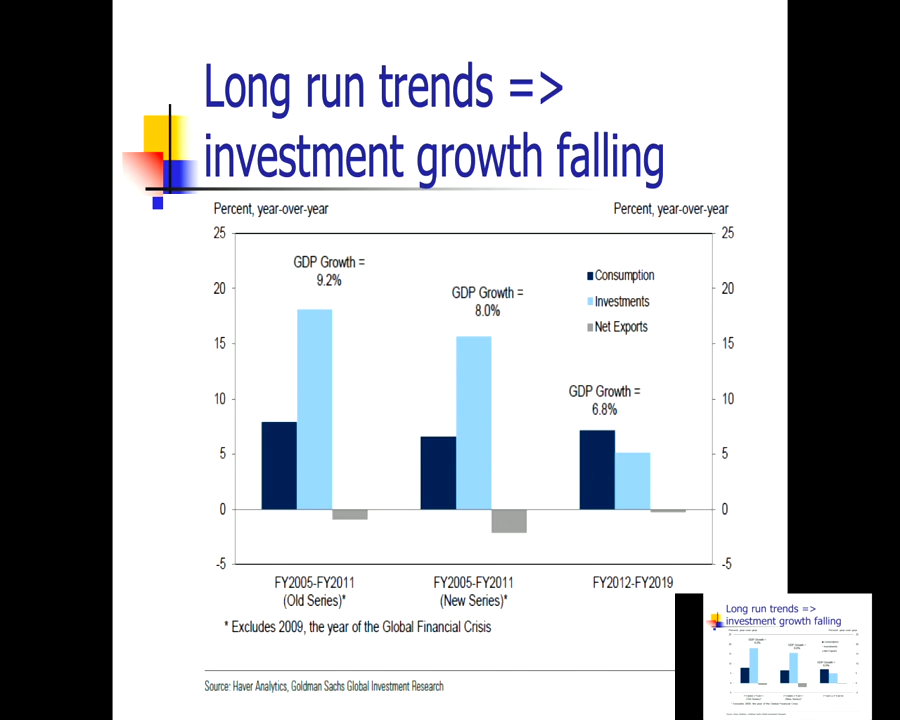 Long run trends =>
investment growth falling
Percent, year-over-year
Percent, year-over-year
25
25
GDP Growth =
9.2%
20
20
GDP Growth =
8.0%
Consumption
Investments
Net Exports
15
15
GDP Growth =
6.8%
10
10
5
5
0
0
-5
-5
FY2005-FY2011
(Old Series)*
FY2005-FY2011
(New Series)*
FY2012-FY2019
* Excludes 2009, the year of the Global Financial Crisis
Source: Haver Analytics, Goldman Sachs Global Investment Research
Long run trends =>
investment growth falling